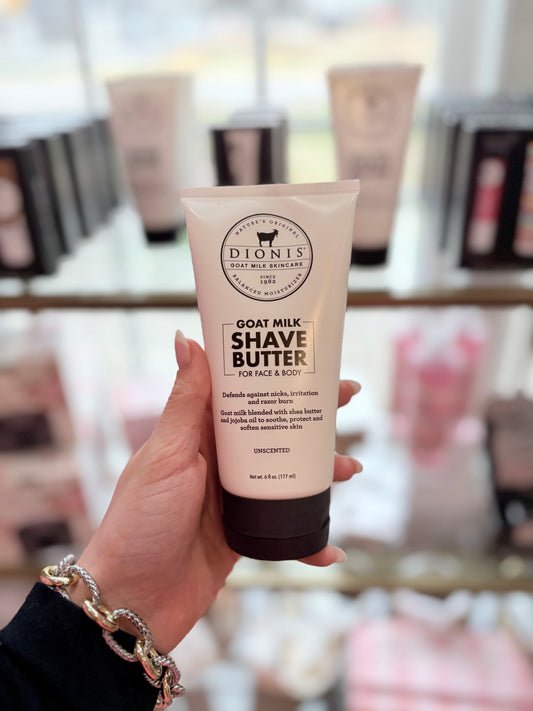 NATURE'S ORIGINAL
DIONIS®
GOAT MILK SKINCARE
SINCE
1982
BALANCED MOISTURIZER
GOAT MILK
SHAVE
BUTTER
FOR FACE & BODY
Defends against nicks, irritation
and razor burn
Goat milk blended with shea butter
and jojoba oil to soothe, protect and
soften sensitive skin
UNSCENTED
Net wt. 6 fl oz. (177 ml)